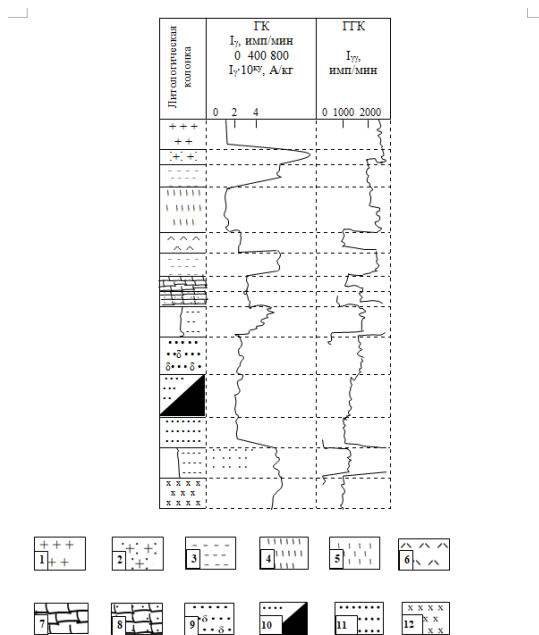 Литологическая
колонка
ГК
Iγ, имп/мин
0 400 800
Iγ·10ку, А/кг
0 2 4
ГГК
Iγγ,
имп/мин
0 1000 2000
δ
δ δ
1
2
3
4
5
6
7
8
9
δ
δ
10
11
12